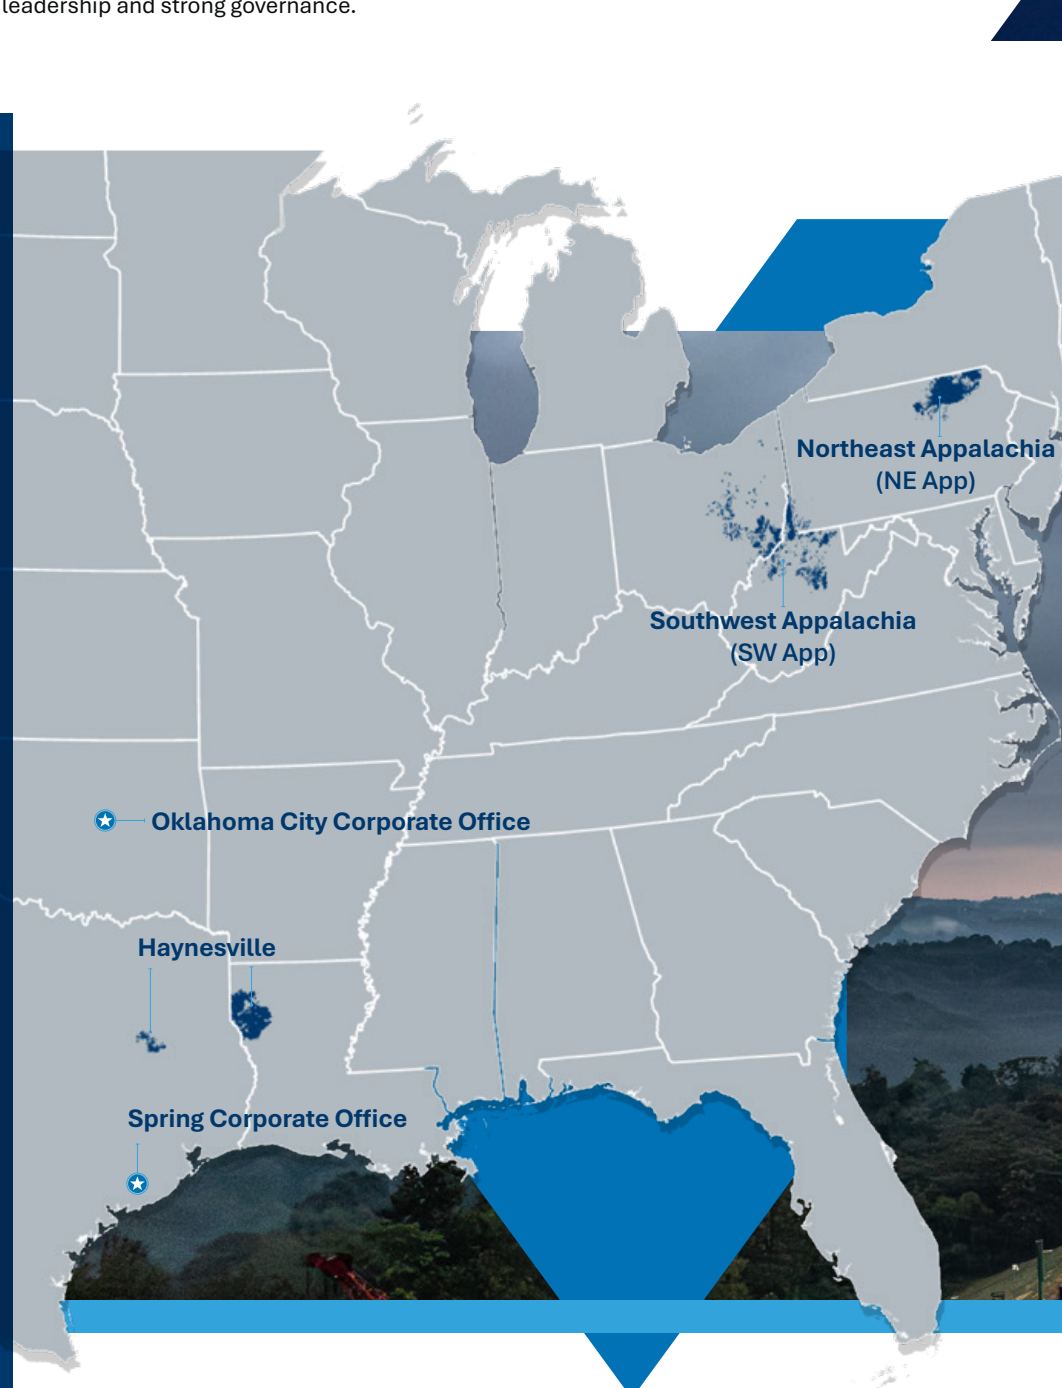 leadership and strong governance.
Northeast Appalachia
(NE App)
Southwest Appalachia
(SW App)
Oklahoma City Corporate Office
Haynesville
Spring Corporate Office